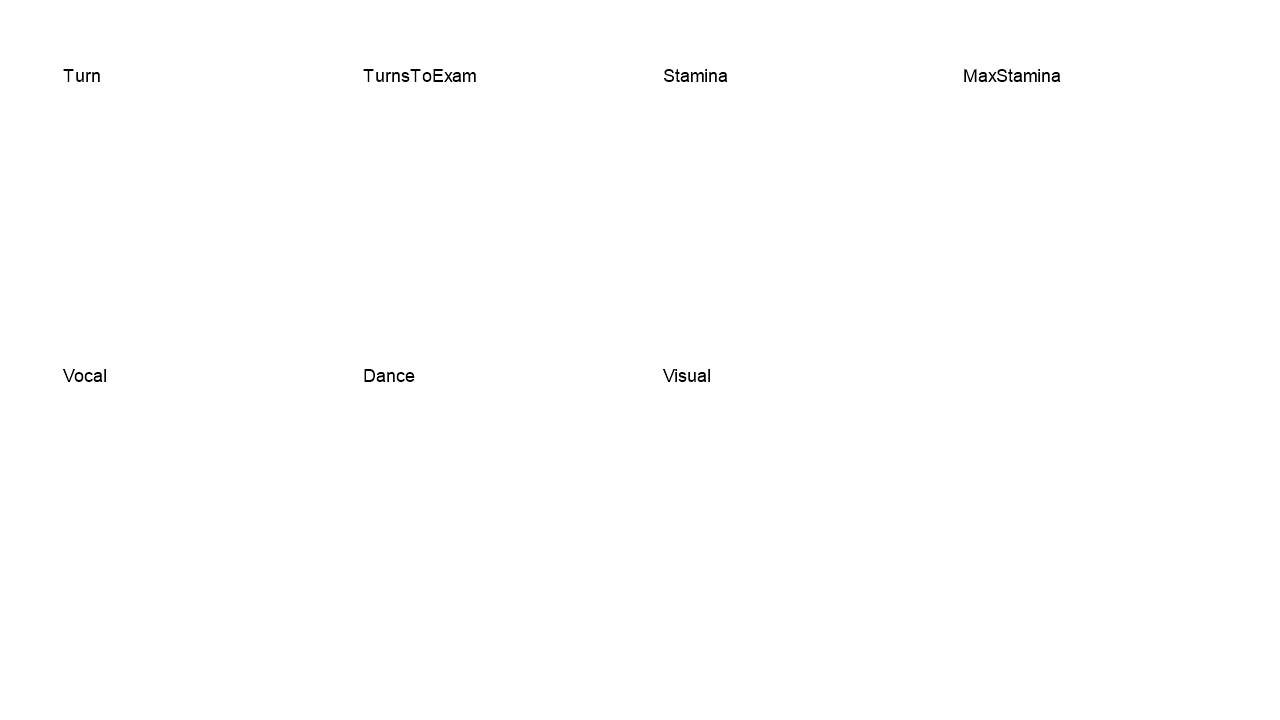 Turn
TurnsToExam
Stamina
MaxStamina
Vocal
Dance
Visual